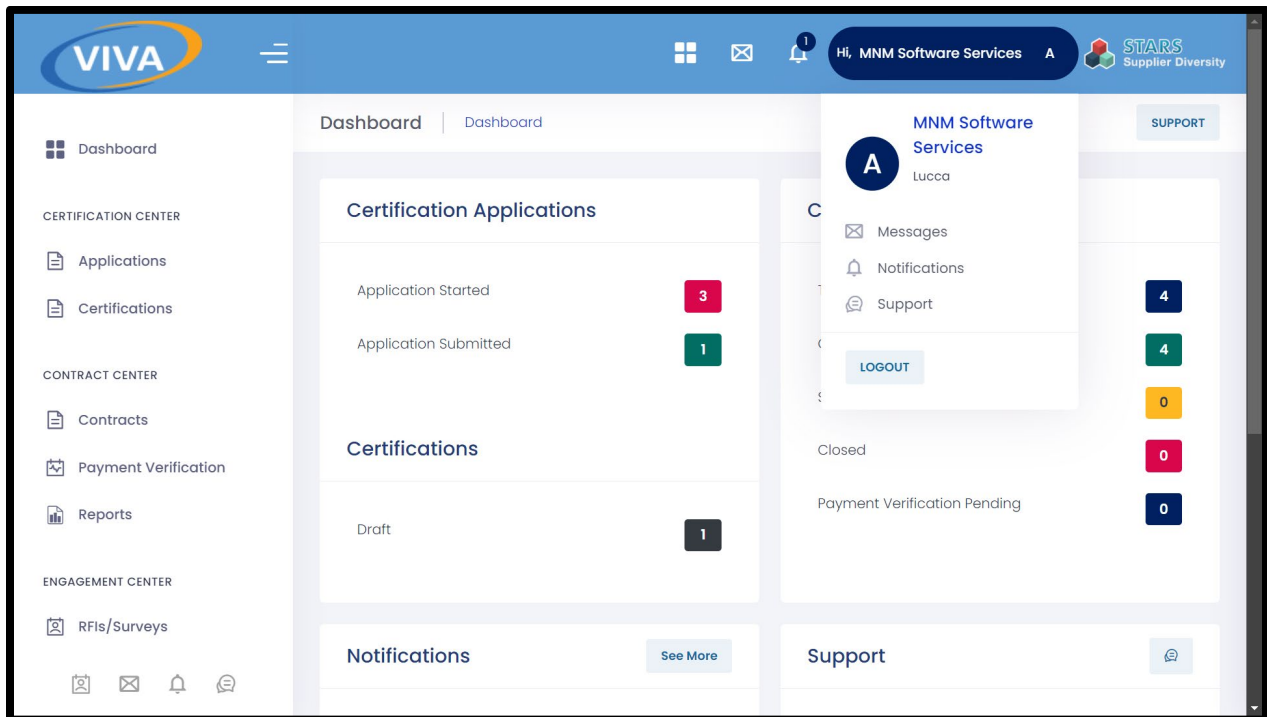 VIVA
1
Hi, MNM Software Services A
STARS
Supplier Diversity
Dashboard
CERTIFICATION CENTER
Applications
Certifications
CONTRACT CENTER
Contracts
Payment Verification
Reports
ENGAGEMENT CENTER
RFIs/Surveys
Dashboard Dashboard
SUPPORT
A
MNM Software
Services
Lucca
Messages
Notifications
Support
LOGOUT
Certification Applications
Application Started 3
Application Submitted 1
Certifications
Draft 1
C
4
4
0
Closed 0
Payment Verification Pending 0
Notifications See More
Support